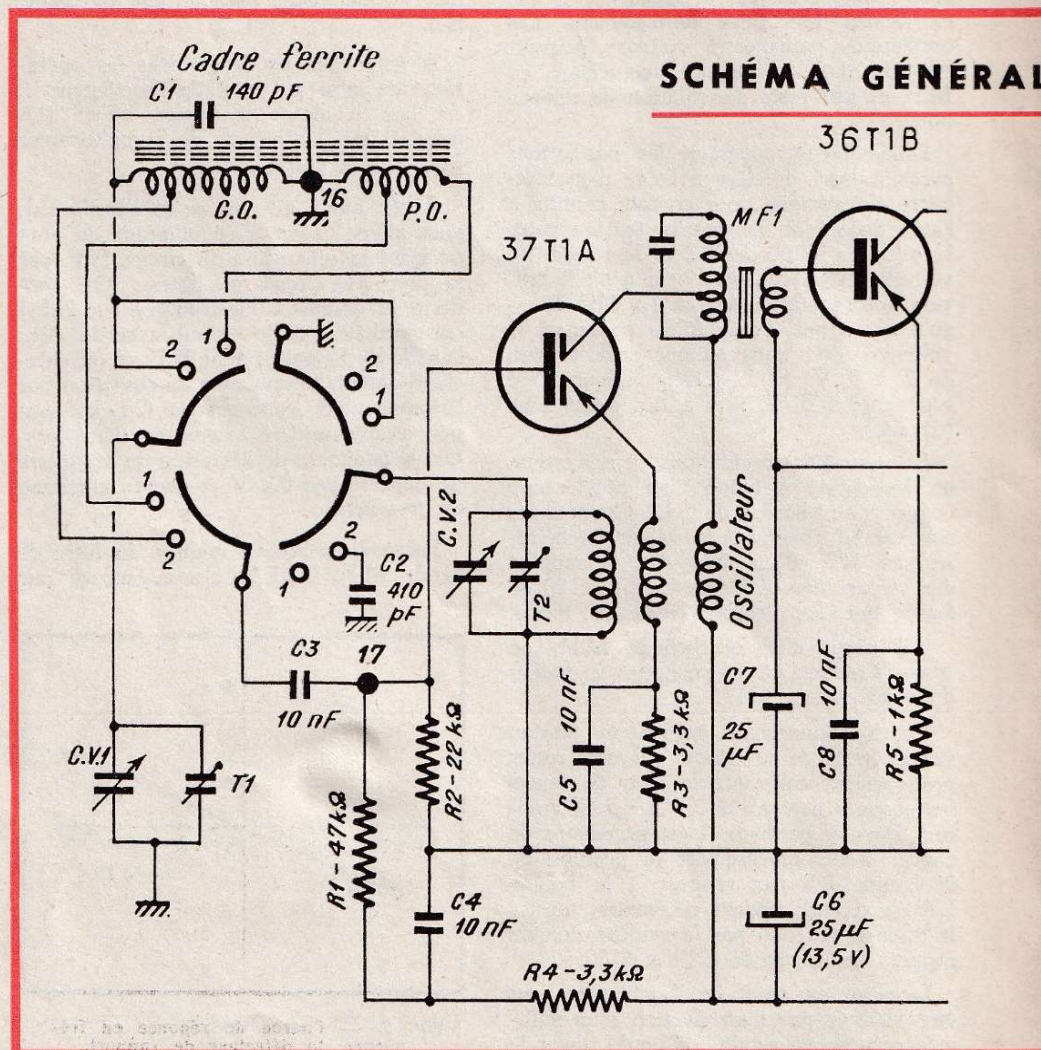 Cadre ferrite
C1
140 pF
SCHÉMA GÉNÉRAL
36T1B
16
G.O.
P.O.
MF1
37T1A
1
2
2
1
1
2
2
1
C2
410
pF
C.V.2
T2
Oscillateur
C3
10 nF
17
C.V.1
T1
R1-47kΩ
R2-22kΩ
C5
10 nF
R3-3,3kΩ
C7
25
µF
C8
10 nF
R5-1kΩ
C4
10 nF
C6
25 µF
(13,5 v)
R4-3,3kΩ